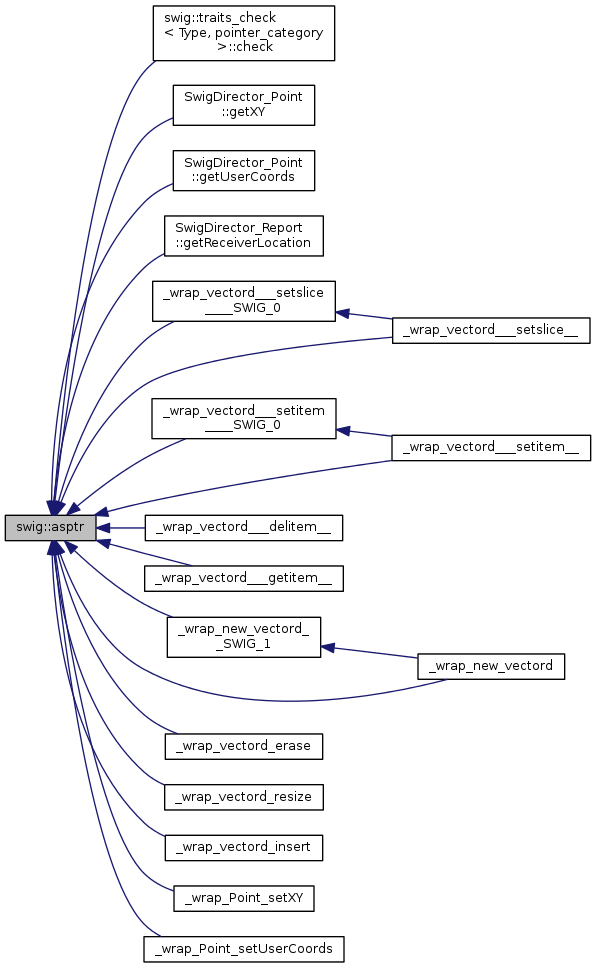 swig::traits_check
< Type, pointer_category
>::check
SwigDirector_Point
::getXY
SwigDirector_Point
::getUserCoords
SwigDirector_Report
::getReceiverLocation
_wrap_vectord___setslice
____SWIG_0
_wrap_vectord___setslice__
_wrap_vectord___setitem
____SWIG_0
_wrap_vectord___setitem__
swig::asptr
_wrap_vectord___delitem__
_wrap_vectord___getitem__
_wrap_new_vectord_
_SWIG_1
_wrap_new_vectord
_wrap_vectord_erase
_wrap_vectord_resize
_wrap_vectord_insert
_wrap_Point_setXY
_wrap_Point_setUserCoords